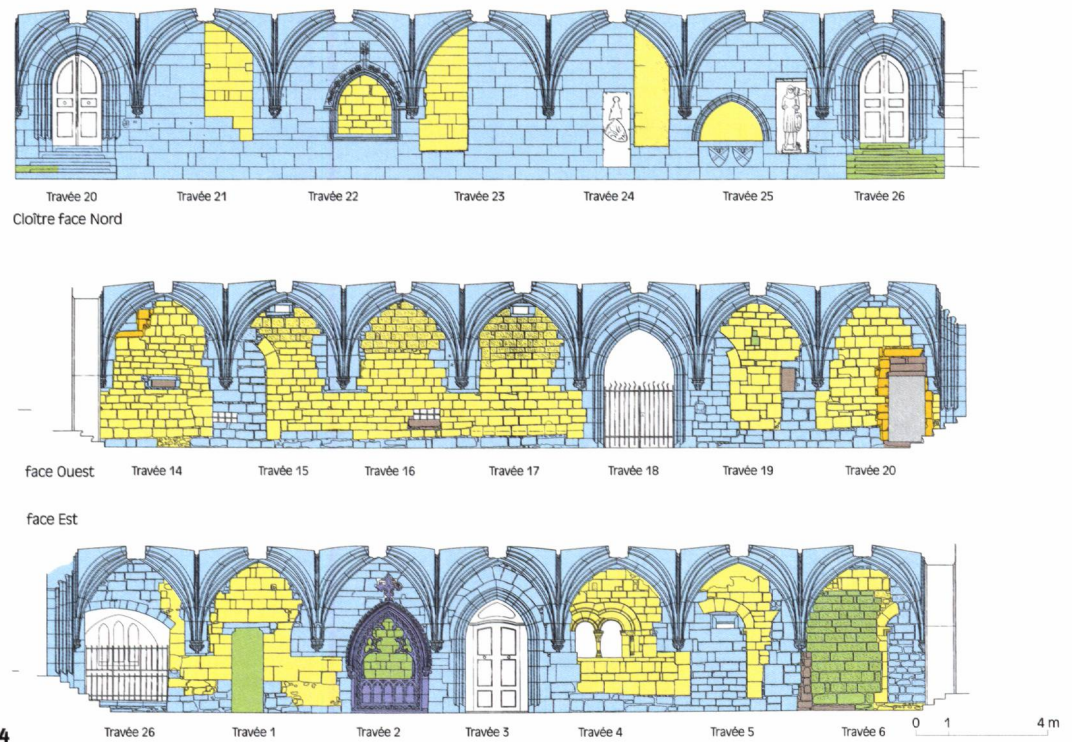 Travée 20 Travée 21 Travée 22 Travée 23 Travée 24 Travée 25 Travée 26
Cloître face Nord
face Ouest Travée 14 Travée 15 Travée 16 Travée 17 Travée 18 Travée 19 Travée 20
face Est
Travée 26 Travée 1 Travée 2 Travée 3 Travée 4 Travée 5 Travée 6
0 1 4 m
4